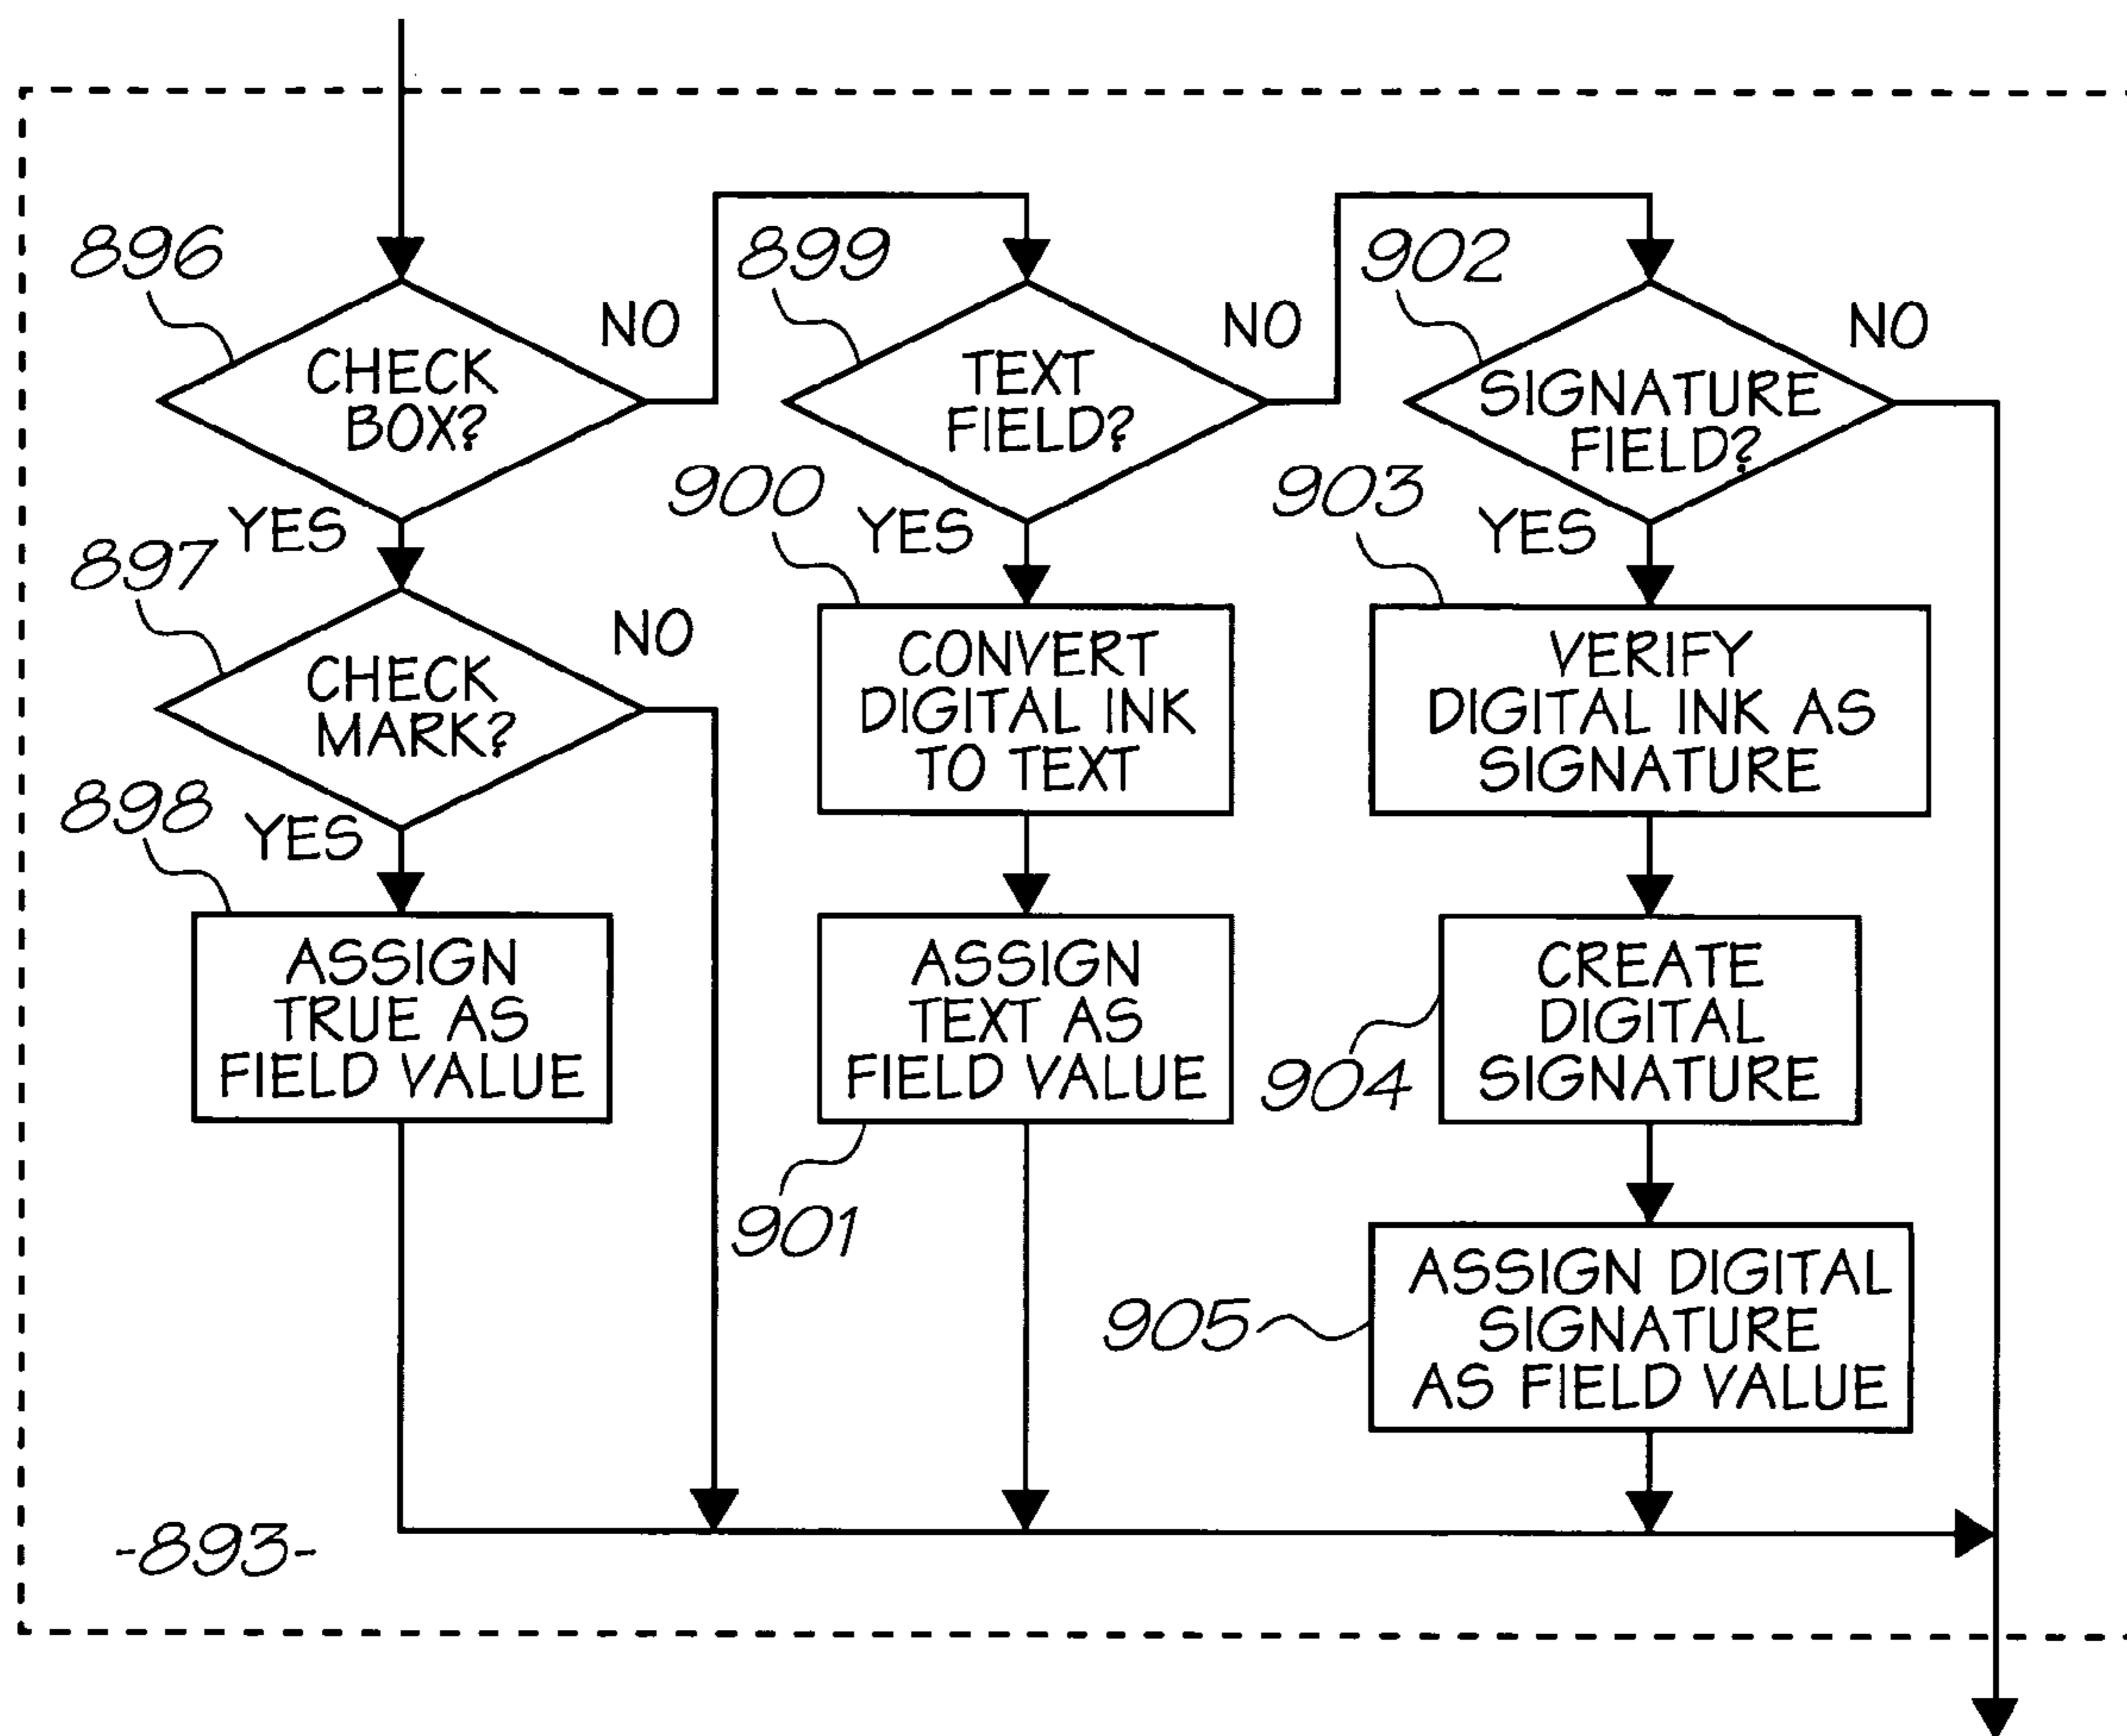 896
CHECK
BOX?
NO
YES
897
CHECK
MARK?
NO
YES
898
ASSIGN
TRUE AS
FIELD VALUE
899
TEXT
FIELD?
NO
YES
900
CONVERT
DIGITAL INK
TO TEXT
ASSIGN
TEXT AS
FIELD VALUE
901
902
SIGNATURE
FIELD?
NO
YES
903
VERIFY
DIGITAL INK AS
SIGNATURE
CREATE
DIGITAL
SIGNATURE
904
ASSIGN DIGITAL
SIGNATURE
AS FIELD VALUE
905
-893-